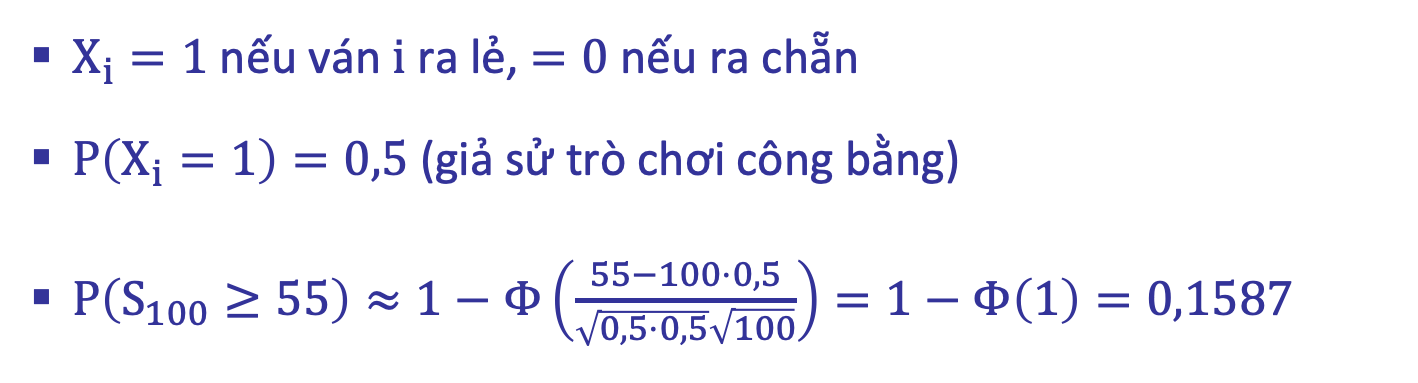 ▪ Xᵢ = 1 nếu ván i ra lẻ, = 0 nếu ra chẵn
▪ P(Xᵢ = 1) = 0,5 (giả sử trò chơi công bằng)
▪ P(S₁₀₀ ≥ 55) ≈ 1 − Φ((55−100·0,5)/(√(0,5·0,5)√100)) = 1 − Φ(1) = 0,1587